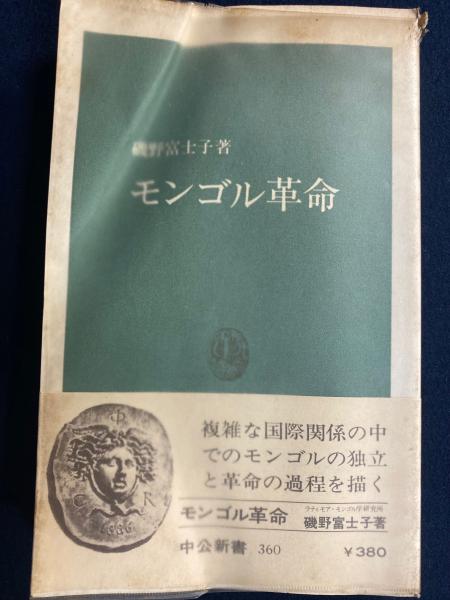 磯野富士子著
モンゴル革命
複雑な国際関係の中
でのモンゴルの独立
と革命の過程を描く
モンゴル革命
ラティモア・モンゴル学研究所
磯野富士子著
中公新書 360
¥380
Φ
C
R
1886